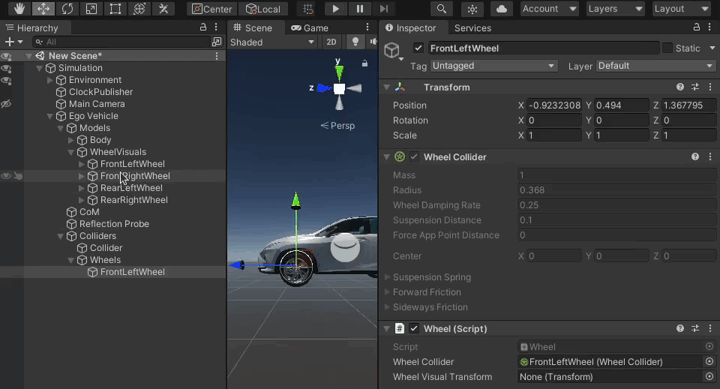 Center Local Account Layers Layout
Hierarchy
All
New Scene*
Simulation
Environment
ClockPublisher
Main Camera
Ego Vehicle
Models
Body
WheelVisuals
FrontLeftWheel
FrontRightWheel
RearLeftWheel
RearRightWheel
CoM
Reflection Probe
Colliders
Collider
Wheels
FrontLeftWheel
Scene Game
Shaded 2D
y
z
Persp
Inspector Services
FrontLeftWheel Static
Tag Untagged Layer Default
Transform
Position X -0.9232308 Y 0.494 Z 1.367795
Rotation X 0 Y 0 Z 0
Scale X 1 Y 1 Z 1
Wheel Collider
Mass 1
Radius 0.368
Wheel Damping Rate 0.25
Suspension Distance 0.1
Force App Point Distance 0
Center X 0 Y 0 Z 0
Suspension Spring
Forward Friction
Sideways Friction
Wheel (Script)
Script Wheel
Wheel Collider FrontLeftWheel (Wheel Collider)
Wheel Visual Transform None (Transform)